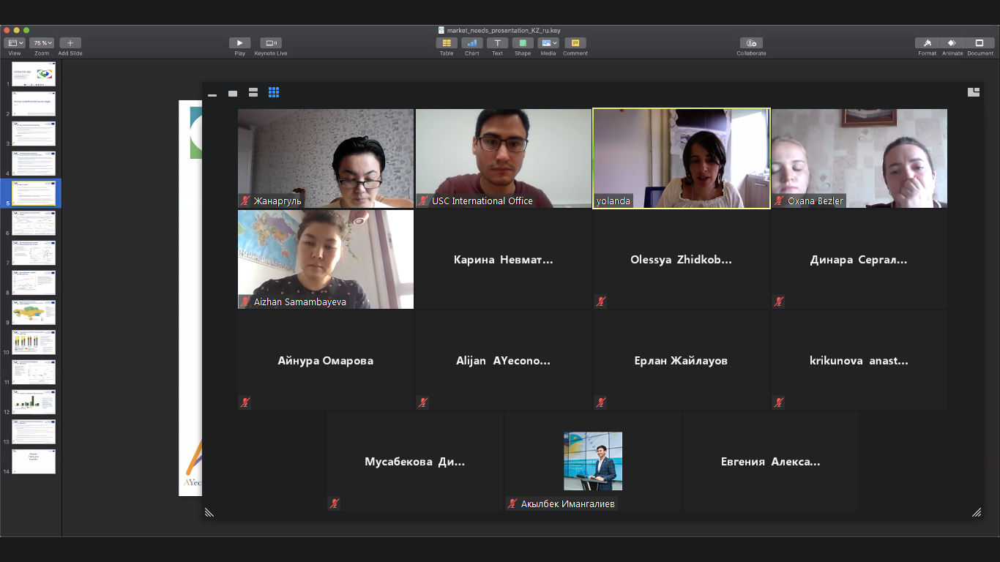 market_needs_presentation_KZ_ru.key
75 %
View
Zoom
Add Slide
Play
Keynote Live
Table
Chart
Text
Shape
Media
Comment
Collaborate
Format
Animate
Document
1
2
3
4
5
6
7
8
9
10
11
12
13
14
Жанаргуль
USC International Office
yolanda
Oxana Bezler
Aizhan Samambayeva
Карина Невмат...
Olessya Zhidkob...
Динара Сергал...
Айнура Омарова
Alijan AYecono...
Ерлан Жайлауов
krikunova anast...
Мусабекова Ди...
Акылбек Имангалиев
Евгения Алекса...
AYec